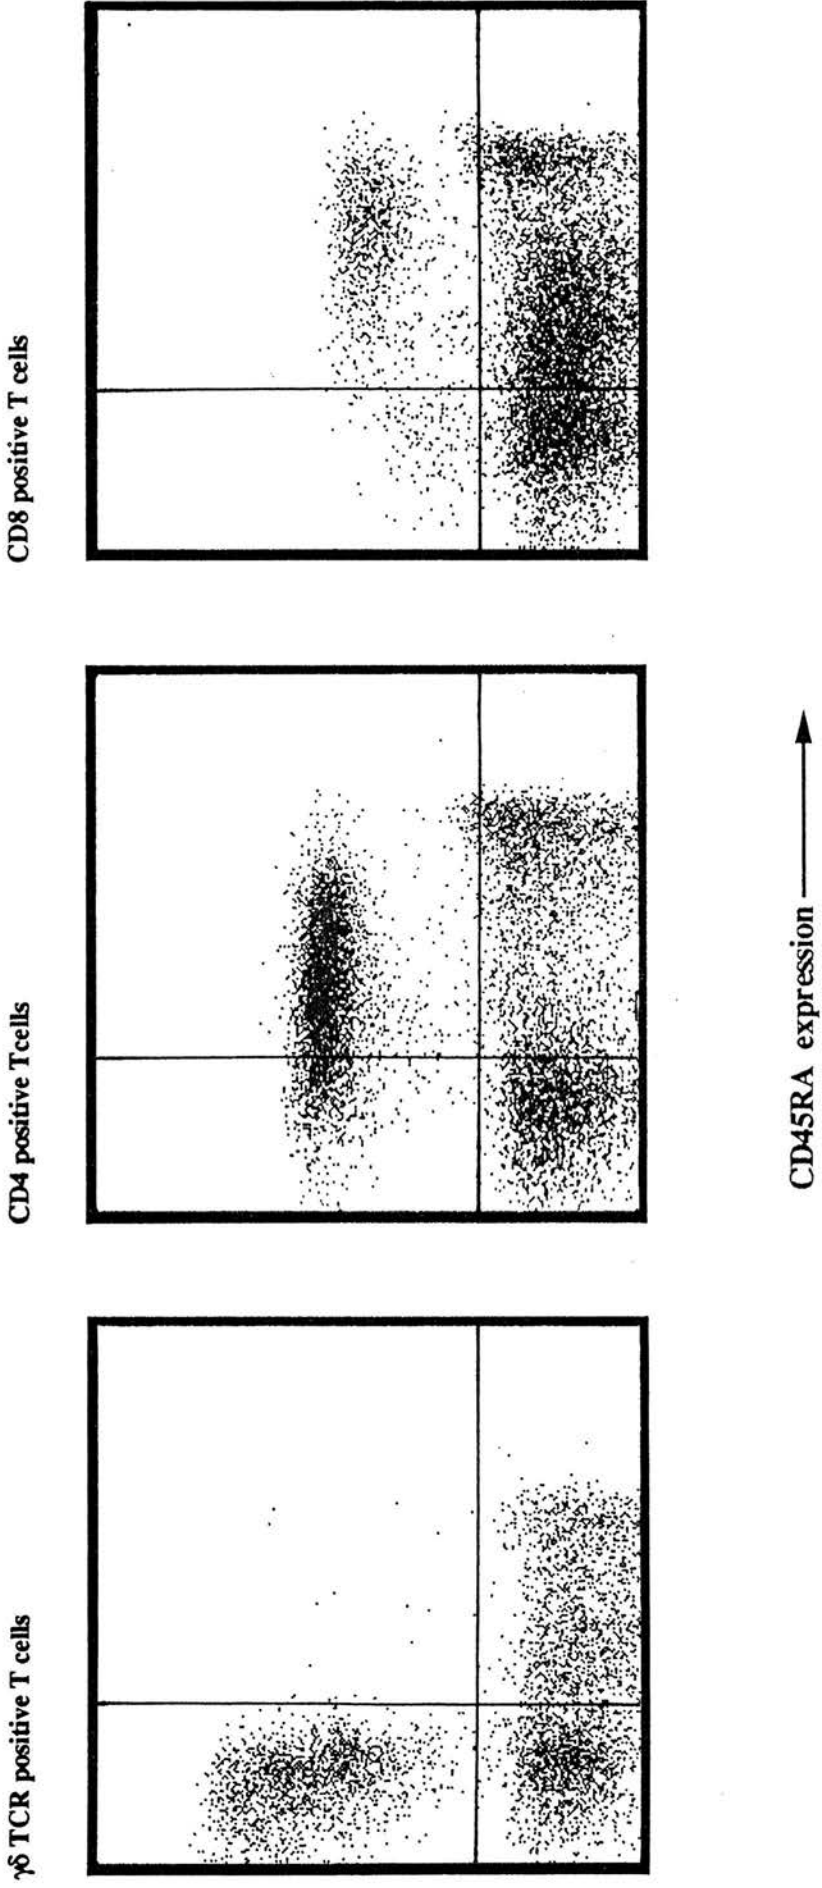 CD8 positive T cells
CD4 positive Tcells
γδ TCR positive T cells
CD45RA expression